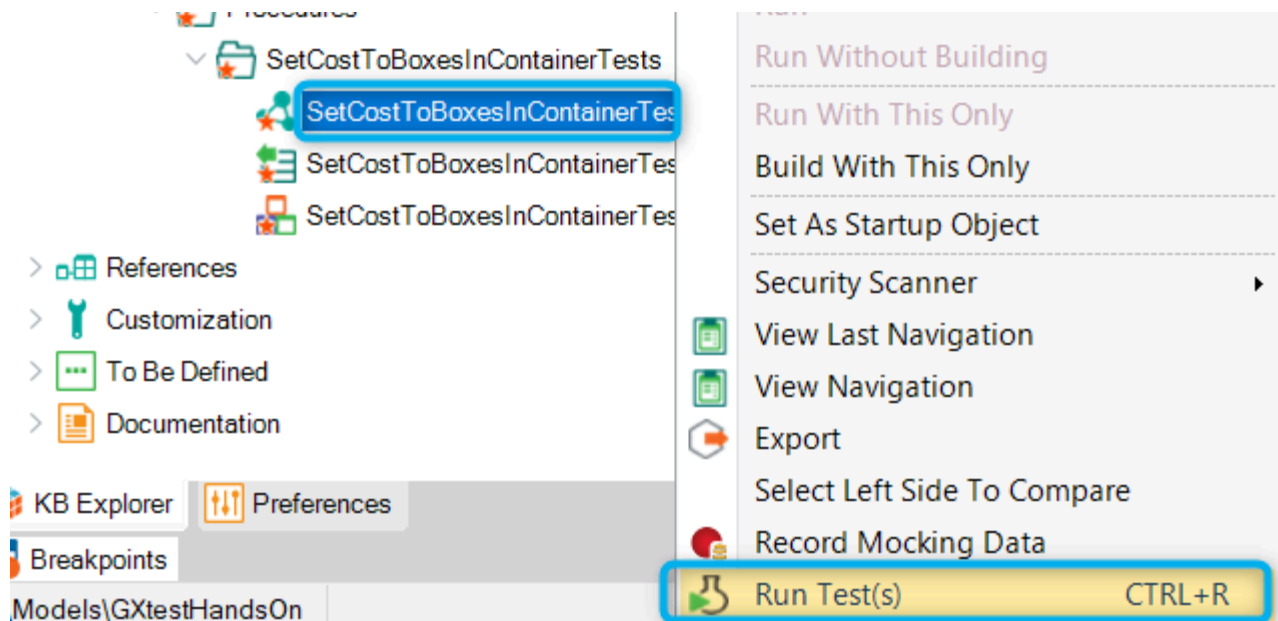 Procedures
SetCostToBoxesInContainerTests
SetCostToBoxesInContainerTes
SetCostToBoxesInContainerTes
SetCostToBoxesInContainerTes
References
Customization
To Be Defined
Documentation
KB Explorer
Preferences
Breakpoints
\Models\GXtestHandsOn
Run Without Building
Run With This Only
Build With This Only
Set As Startup Object
Security Scanner
View Last Navigation
View Navigation
Export
Select Left Side To Compare
Record Mocking Data
Run Test(s) CTRL+R